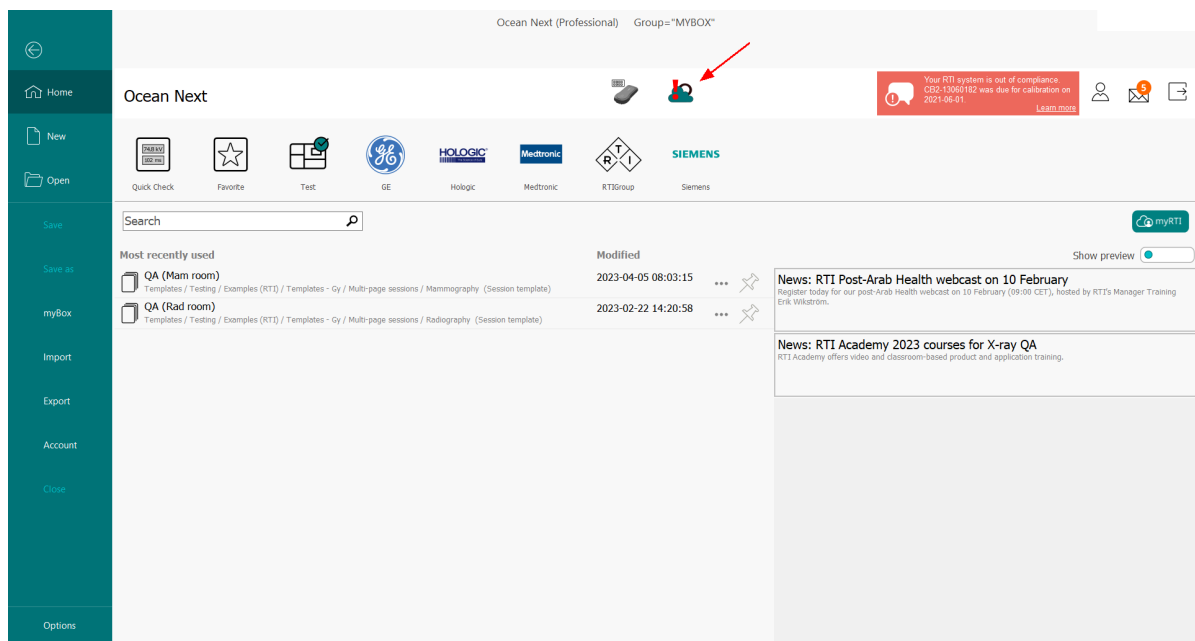 Ocean Next (Professional) Group="MYBOX"
Home
New
Open
Save
Save as
myBox
Import
Export
Account
Close
Options
Ocean Next
Your RTI system is out of compliance.
CB2-13060182 was due for calibration on
2021-06-01.
Learn more
5
74,8 kV
102 ms
GE
HOLOGIC
Medtronic
R T I
SIEMENS
Quick Check
Favorite
Test
GE
Hologic
Medtronic
RTIGroup
Siemens
Search
myRTI
Most recently used
Modified
Show preview
QA (Mam room)
Templates / Testing / Examples (RTI) / Templates - Gy / Multi-page sessions / Mammography (Session template)
2023-04-05 08:03:15
QA (Rad room)
Templates / Testing / Examples (RTI) / Templates - Gy / Multi-page sessions / Radiography (Session template)
2023-02-22 14:20:58
News: RTI Post-Arab Health webcast on 10 February
Register today for our post-Arab Health webcast on 10 February (09:00 CET), hosted by RTI's Manager Training
Erik Wikström.
News: RTI Academy 2023 courses for X-ray QA
RTI Academy offers video and classroom-based product and application training.